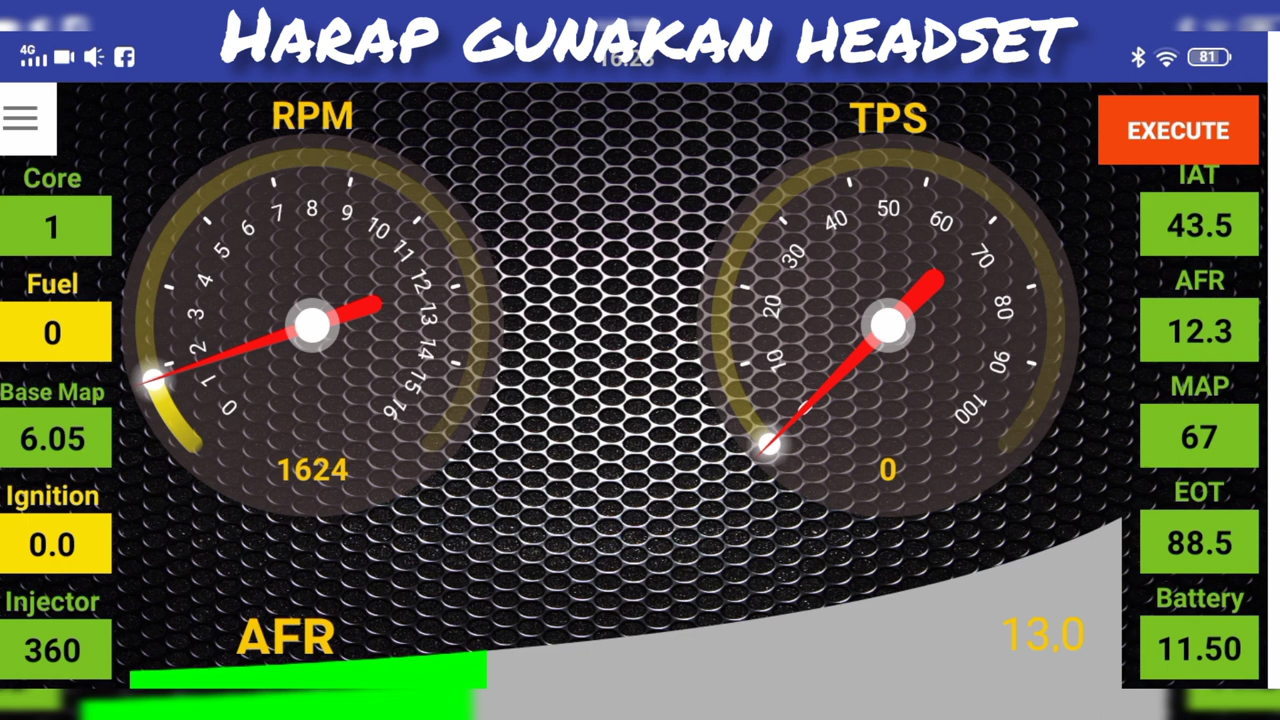 HARAP GUNAKAN HEADSET
4G
16:28
81
RPM
TPS
EXECUTE
Core
1
Fuel
0
Base Map
6.05
Ignition
0.0
Injector
360
0 1 2 3 4 5 6 7 8 9 10 11 12 13 14 15 16
1624
10 20 30 40 50 60 70 80 90 100
0
IAT
43.5
AFR
12.3
MAP
67
EOT
88.5
Battery
11.50
AFR
13,0